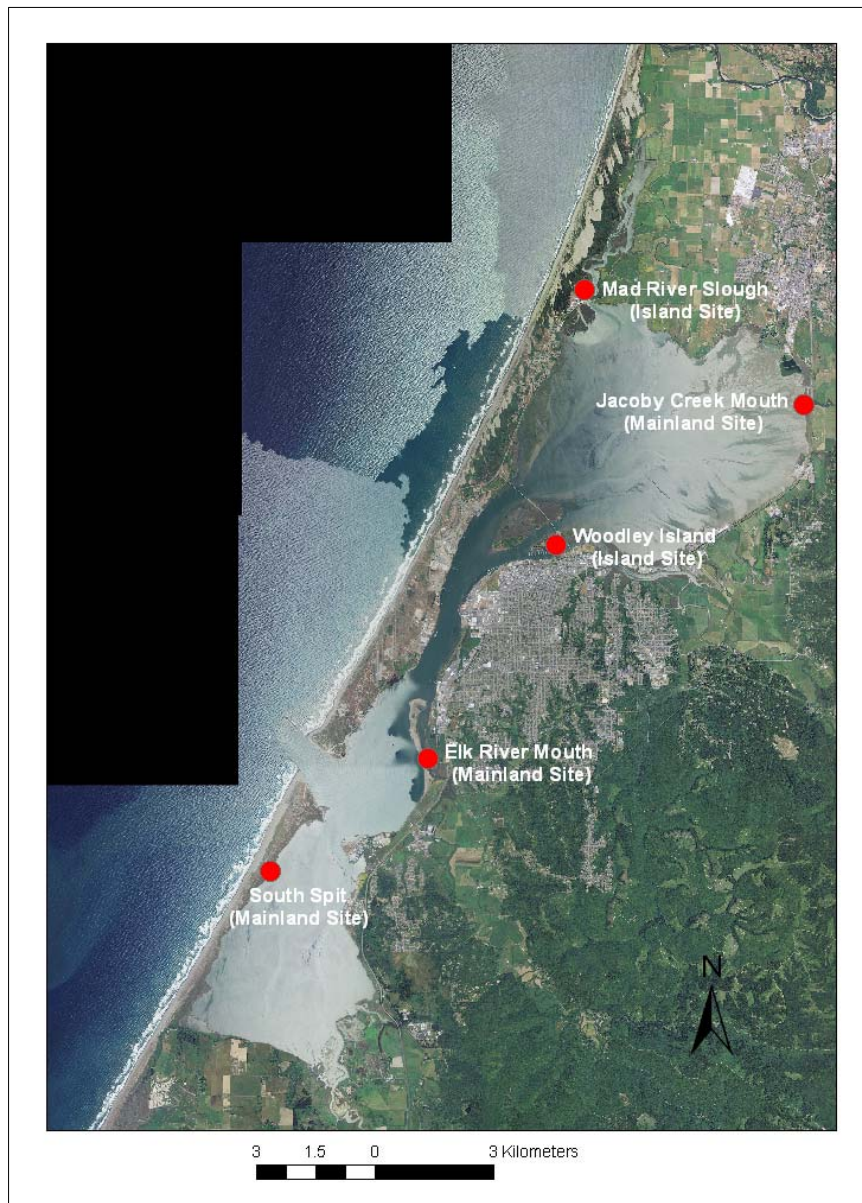 Mad River Slough
(Island Site)
Jacoby Creek Mouth
(Mainland Site)
Woodley Island
(Island Site)
Elk River Mouth
(Mainland Site)
South Spit
(Mainland Site)
N
3 1.5 0 3 Kilometers